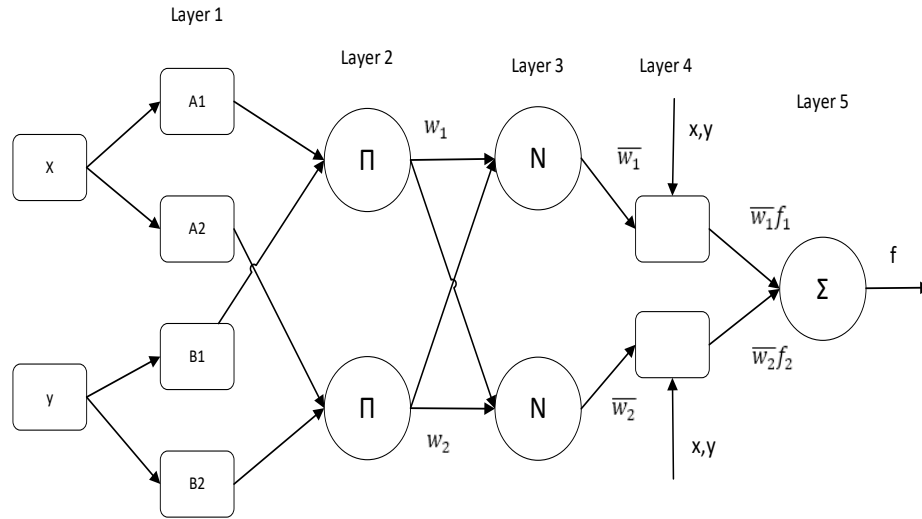 Layer 1
Layer 2
Layer 3
Layer 4
Layer 5
X
y
A1
A2
B1
B2
Π
Π
w₁
w₂
N
N
w̅₁
w̅₂
x,y
x,y
w̅₁f₁
w̅₂f₂
Σ
f